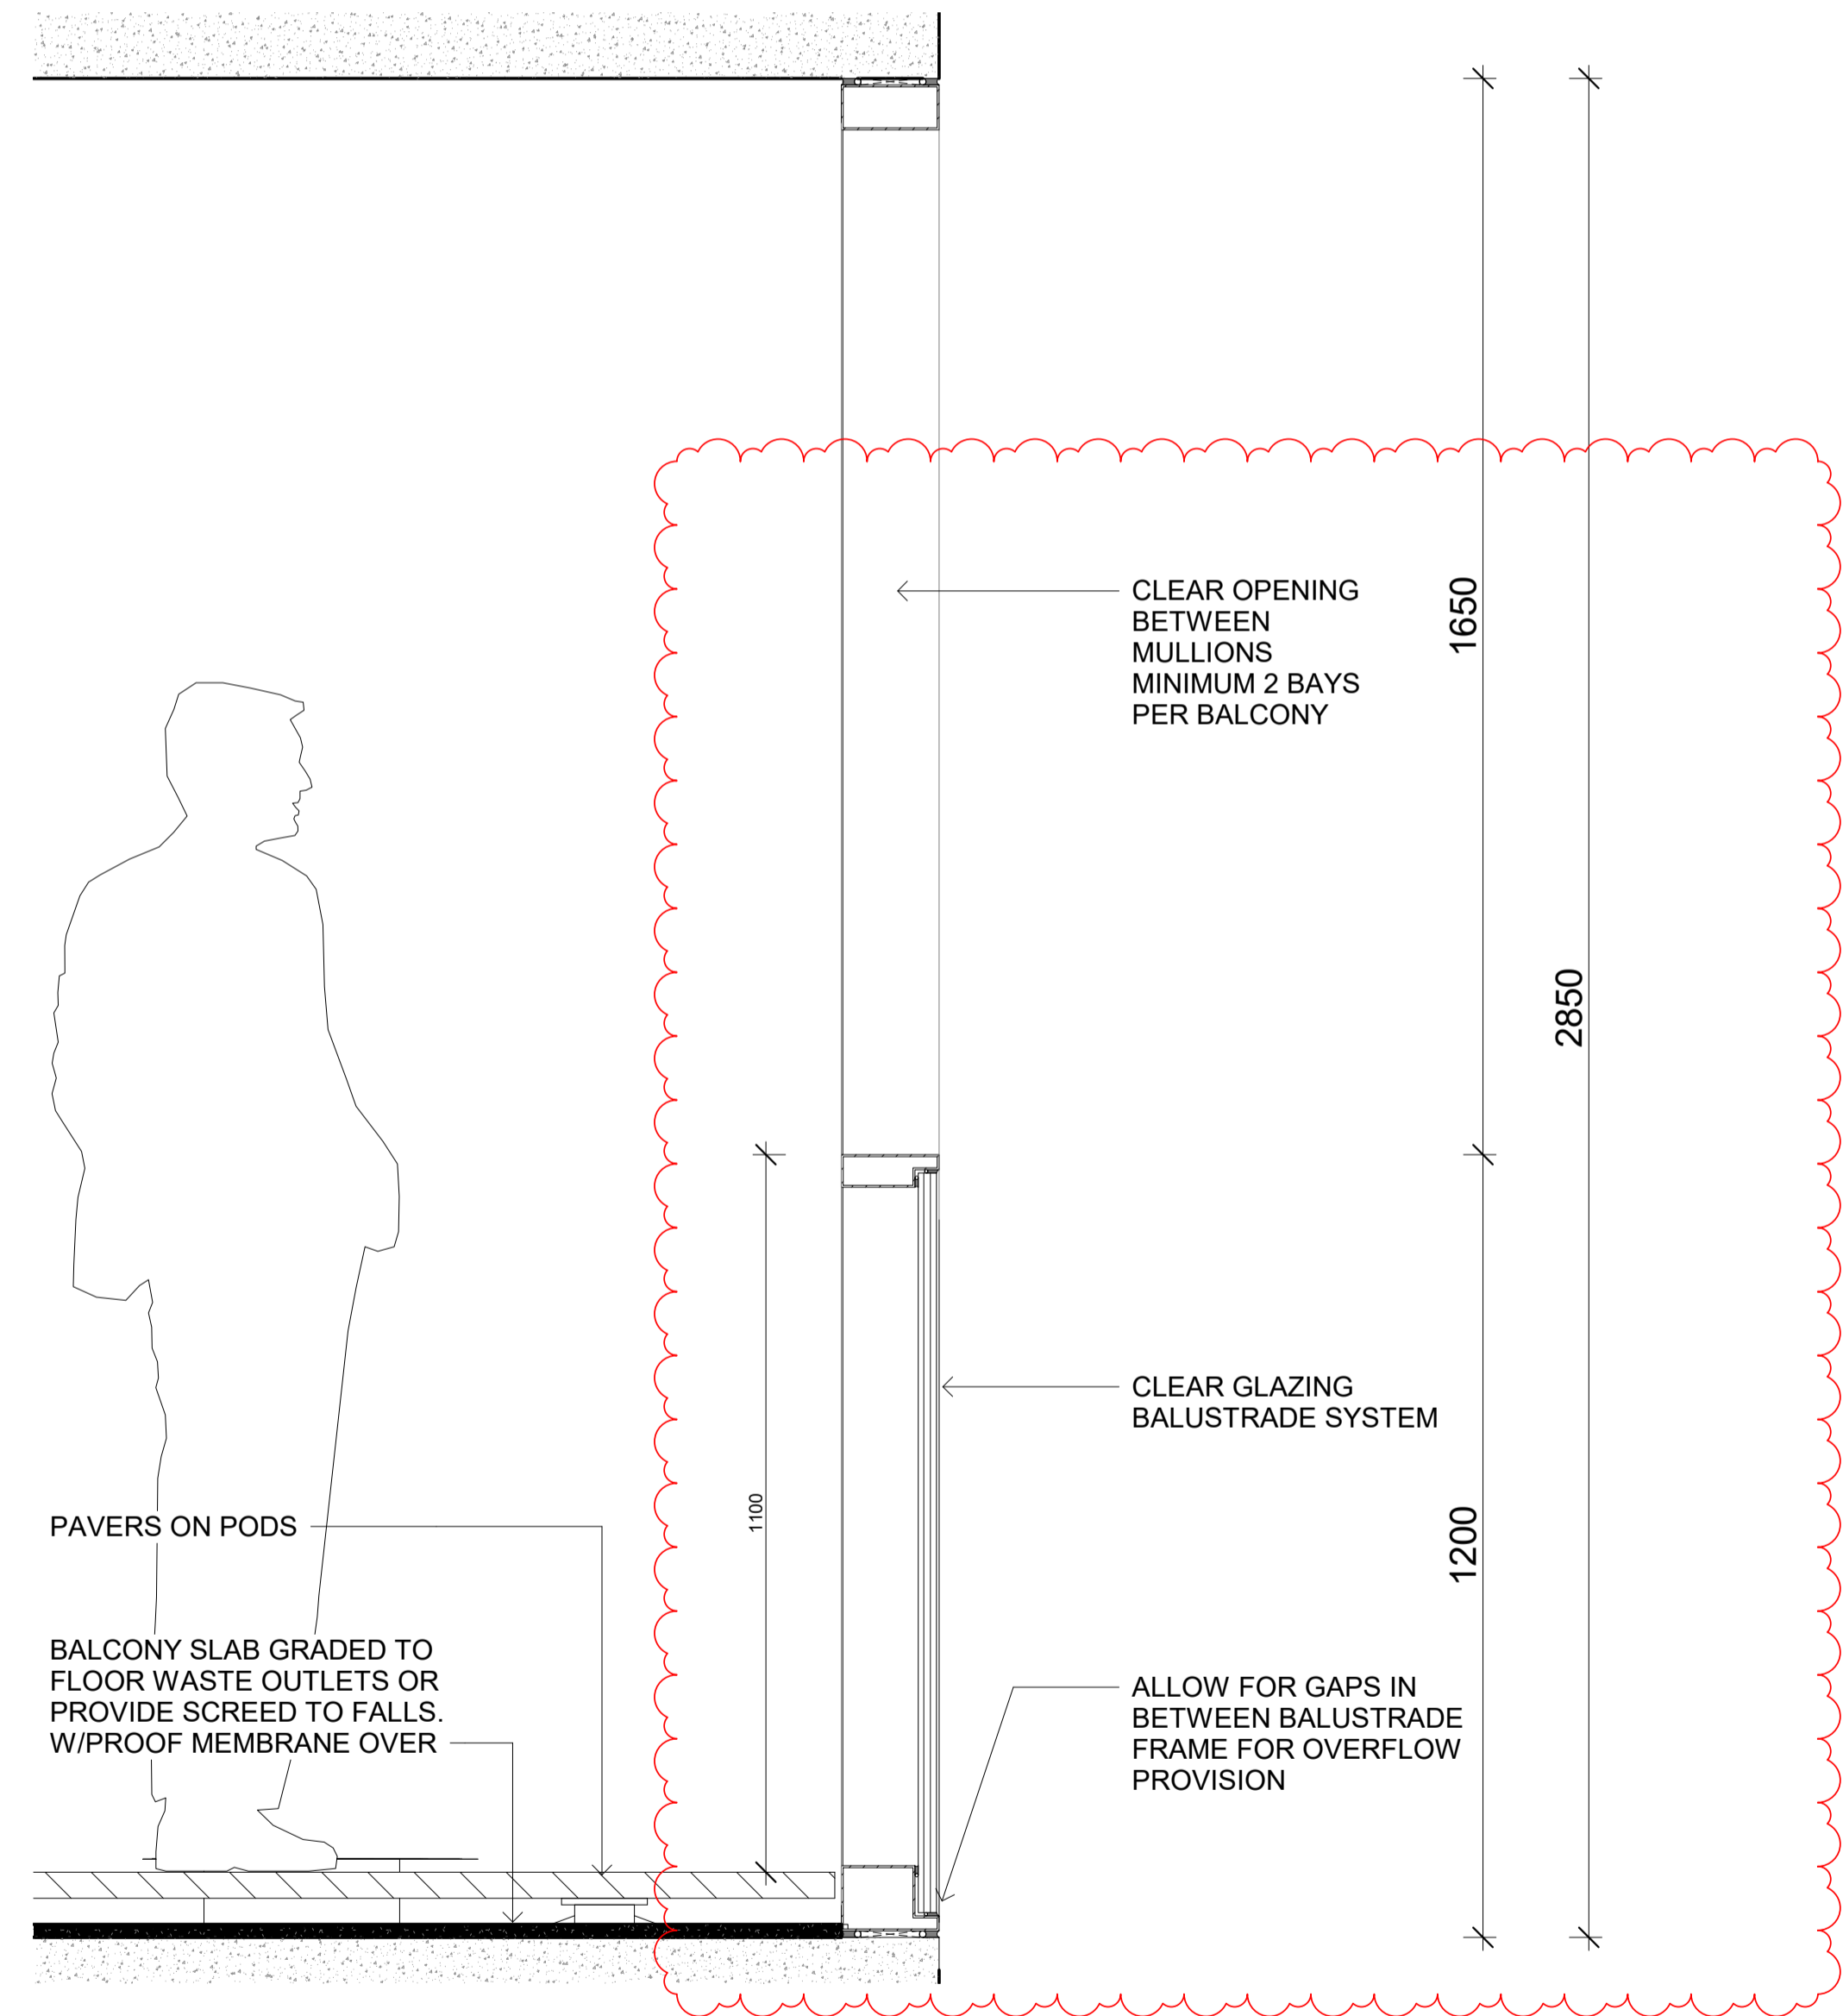 CLEAR OPENING
BETWEEN
MULLIONS
MINIMUM 2 BAYS
PER BALCONY
1650
2850
CLEAR GLAZING
BALUSTRADE SYSTEM
1100
1200
PAVERS ON PODS
BALCONY SLAB GRADED TO
FLOOR WASTE OUTLETS OR
PROVIDE SCREED TO FALLS.
W/PROOF MEMBRANE OVER
ALLOW FOR GAPS IN
BETWEEN BALUSTRADE
FRAME FOR OVERFLOW
PROVISION